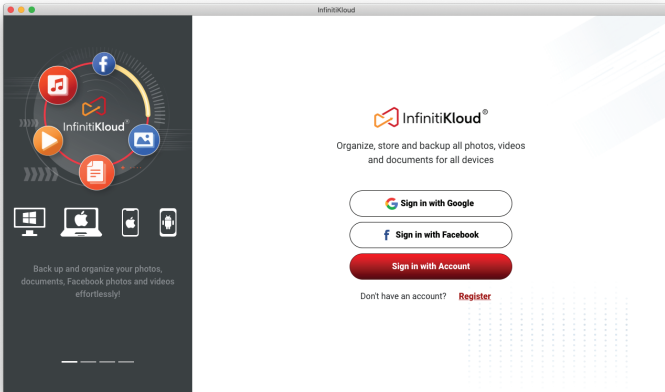 InfinitiKloud
InfinitiKloud®
Back up and organize your photos,
documents, Facebook photos and videos
effortlessly!
InfinitiKloud®
Organize, store and backup all photos, videos
and documents for all devices
Sign in with Google
Sign in with Facebook
Sign in with Account
Don't have an account? Register